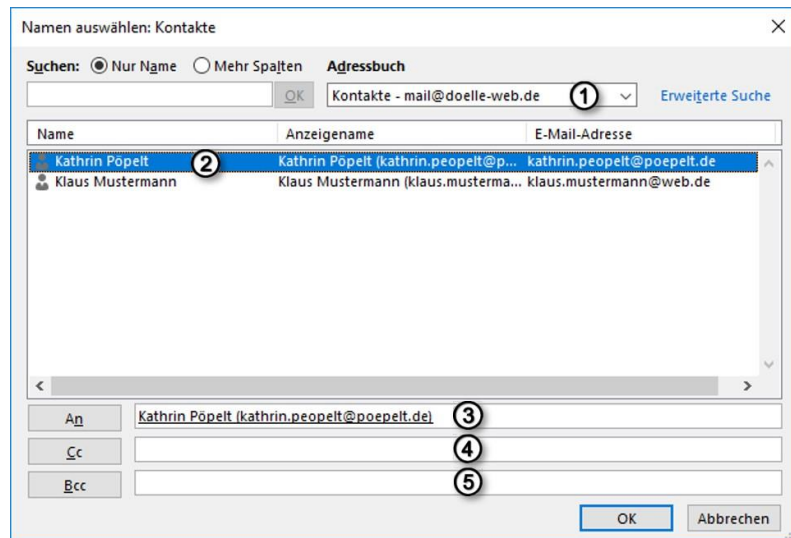 Namen auswählen: Kontakte
Suchen: Nur Name Mehr Spalten Adressbuch
OK Kontakte - mail@doelle-web.de 1 Erweiterte Suche
Name Anzeigename E-Mail-Adresse
Kathrin Pöpelt 2 Kathrin Pöpelt (kathrin.peopelt@p... kathrin.peopelt@poepelt.de
Klaus Mustermann Klaus Mustermann (klaus.musterma... klaus.mustermann@web.de
An Kathrin Pöpelt (kathrin.peopelt@poepelt.de) 3
Cc 4
Bcc 5
OK Abbrechen